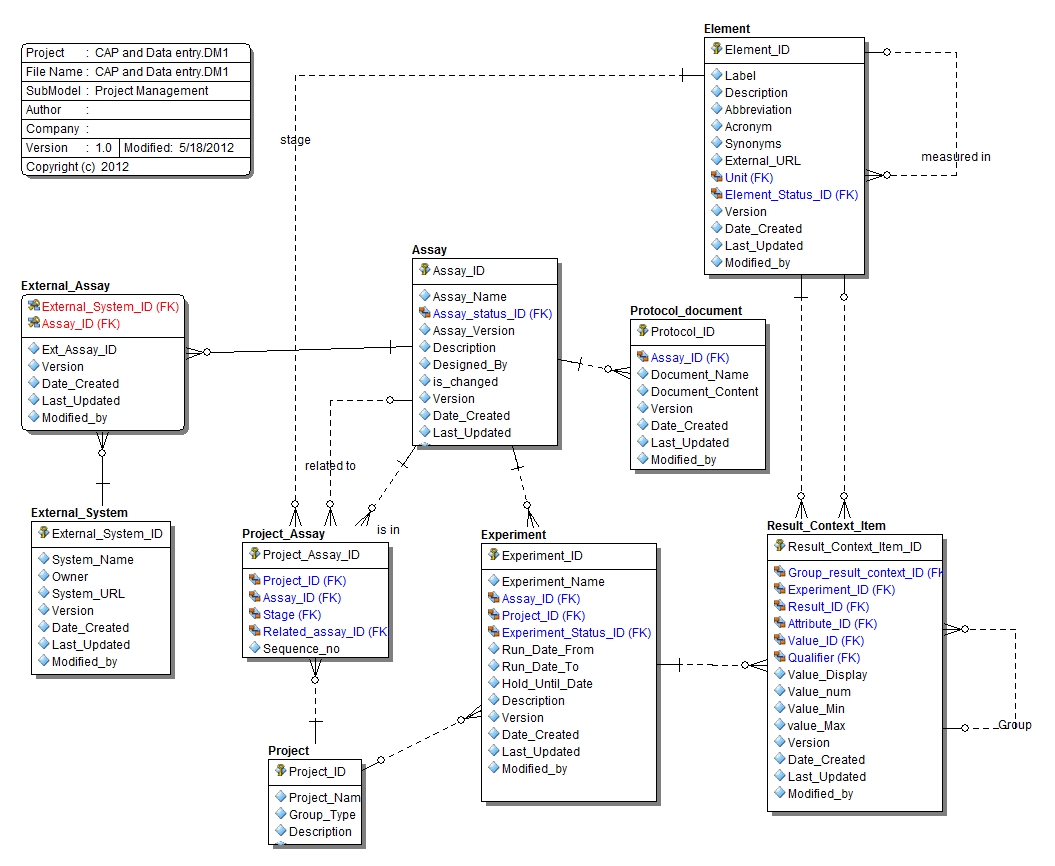 Project : CAP and Data entry.DM1
File Name : CAP and Data entry.DM1
SubModel : Project Management
Author :
Company :
Version : 1.0 Modified: 5/18/2012
Copyright (c) 2012
Element
Element_ID
Label
Description
Abbreviation
Acronym
Synonyms
External_URL
Unit (FK)
Element_Status_ID (FK)
Version
Date_Created
Last_Updated
Modified_by
measured in
stage
Assay
Assay_ID
Assay_Name
Assay_status_ID (FK)
Assay_Version
Description
Designed_By
is_changed
Version
Date_Created
Last_Updated
External_Assay
External_System_ID (FK)
Assay_ID (FK)
Ext_Assay_ID
Version
Date_Created
Last_Updated
Modified_by
Protocol_document
Protocol_ID
Assay_ID (FK)
Document_Name
Document_Content
Version
Date_Created
Last_Updated
Modified_by
related to
is in
External_System
External_System_ID
System_Name
Owner
System_URL
Version
Date_Created
Last_Updated
Modified_by
Project_Assay
Project_Assay_ID
Project_ID (FK)
Assay_ID (FK)
Stage (FK)
Related_assay_ID (FK
Sequence_no
Experiment
Experiment_ID
Experiment_Name
Assay_ID (FK)
Project_ID (FK)
Experiment_Status_ID (FK)
Run_Date_From
Run_Date_To
Hold_Until_Date
Description
Version
Date_Created
Last_Updated
Modified_by
Result_Context_Item
Result_Context_Item_ID
Group_result_context_ID (FK
Experiment_ID (FK)
Result_ID (FK)
Attribute_ID (FK)
Value_ID (FK)
Qualifier (FK)
Value_Display
Value_num
Value_Min
value_Max
Version
Date_Created
Last_Updated
Modified_by
Group
Project
Project_ID
Project_Nam
Group_Type
Description